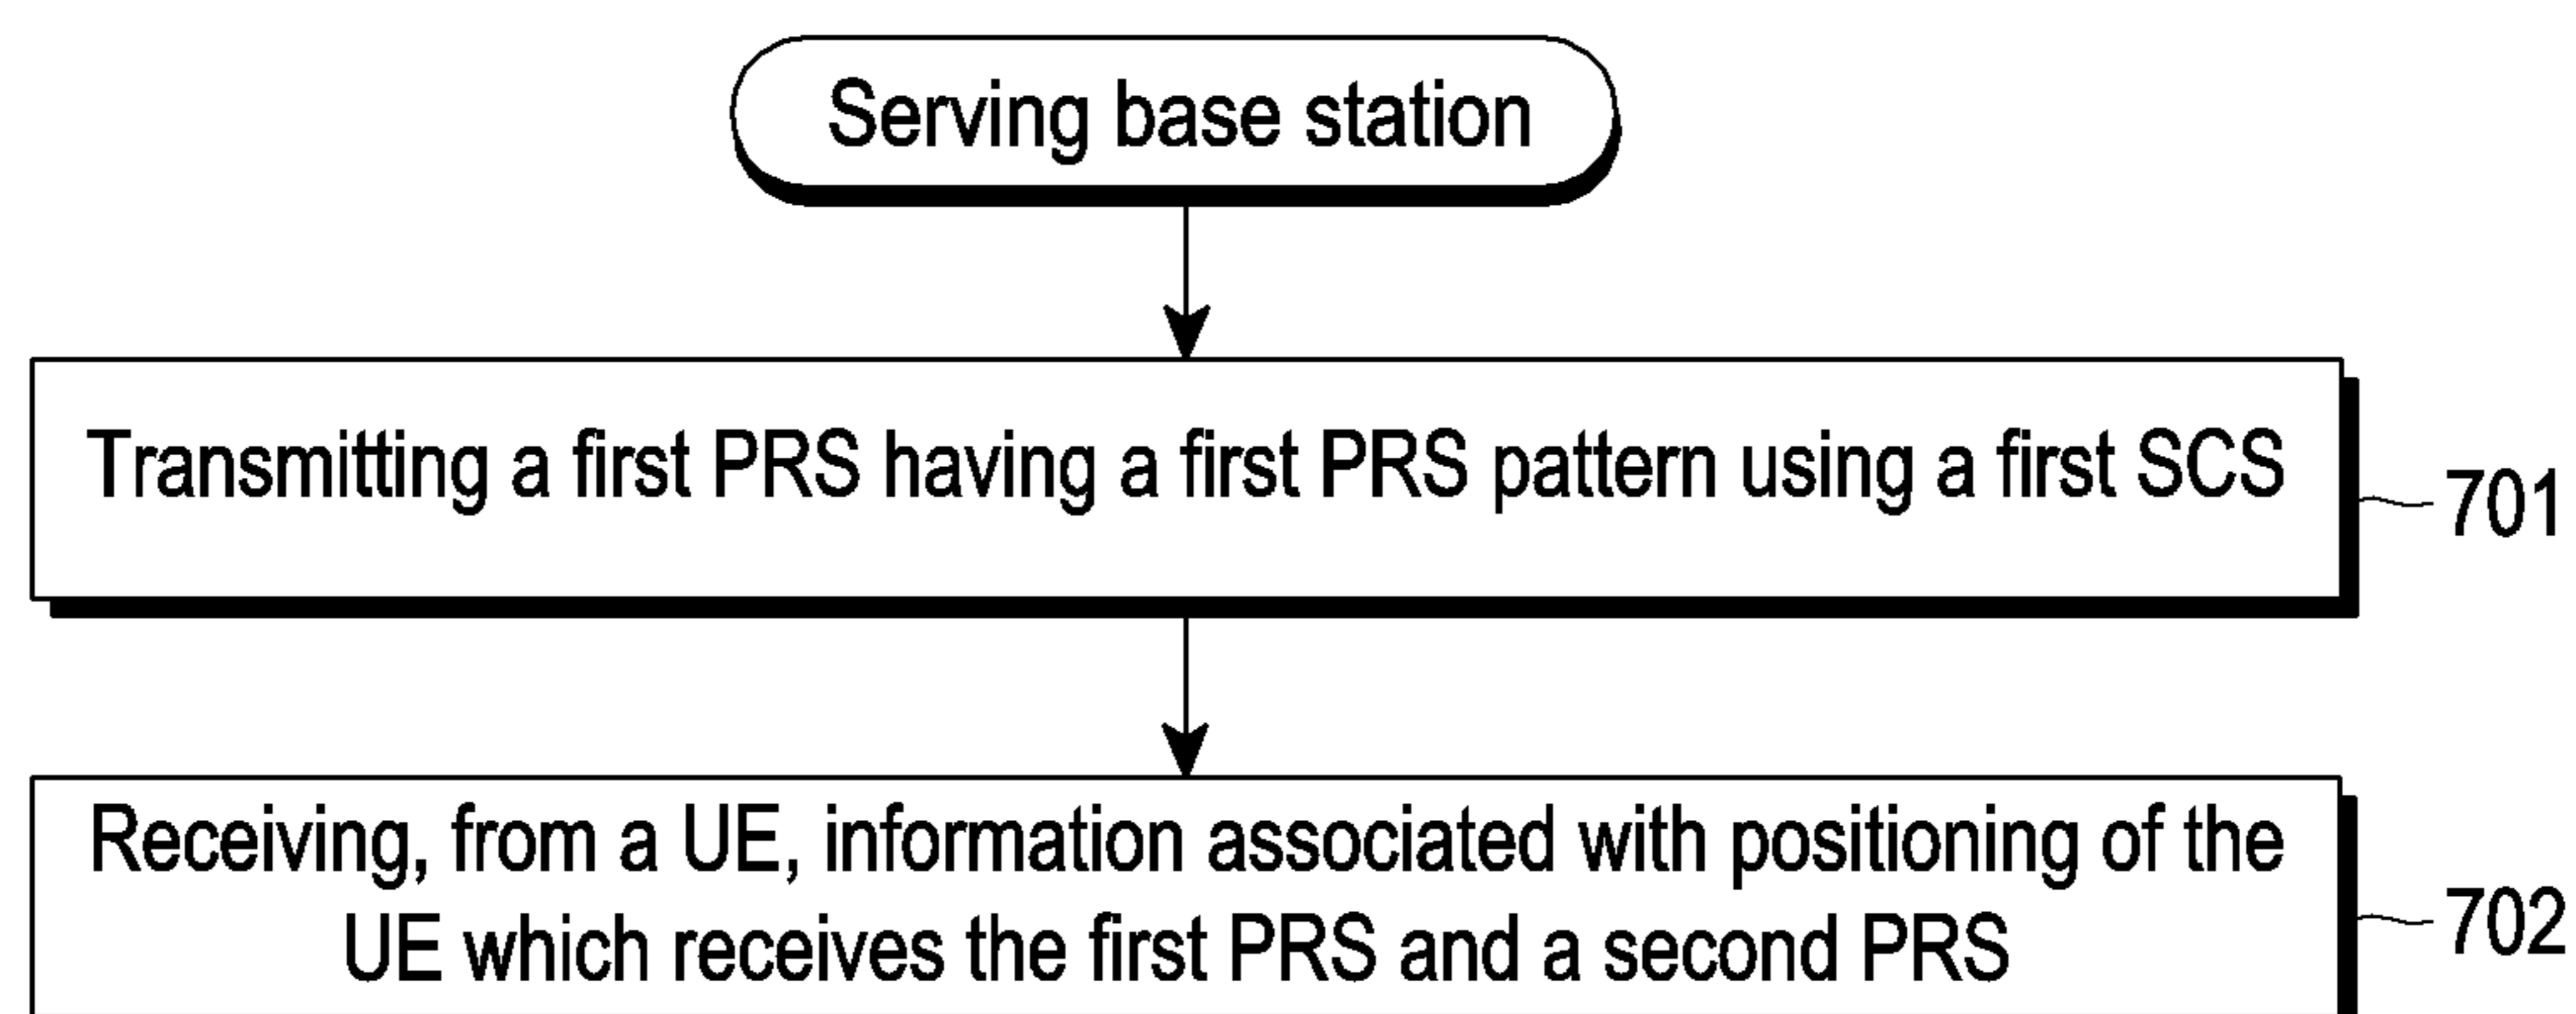 Serving base station
Transmitting a first PRS having a first PRS pattern using a first SCS
701
Receiving, from a UE, information associated with positioning of the
UE which receives the first PRS and a second PRS
702